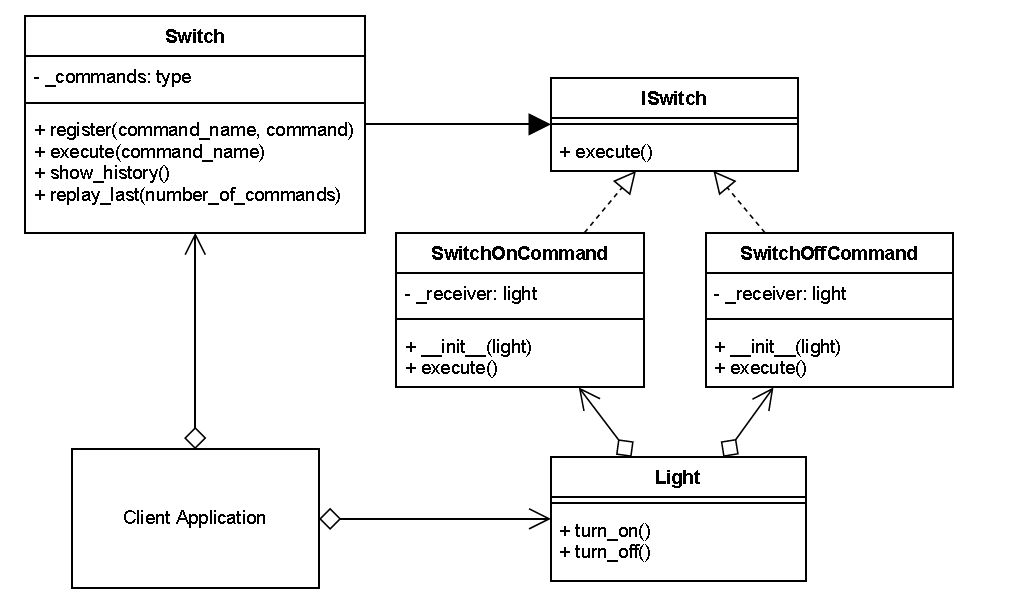 Switch
- _commands: type
+ register(command_name, command)
+ execute(command_name)
+ show_history()
+ replay_last(number_of_commands)
ISwitch
+ execute()
SwitchOnCommand
- _receiver: light
+ __init__(light)
+ execute()
SwitchOffCommand
- _receiver: light
+ __init__(light)
+ execute()
Client Application
Light
+ turn_on()
+ turn_off()